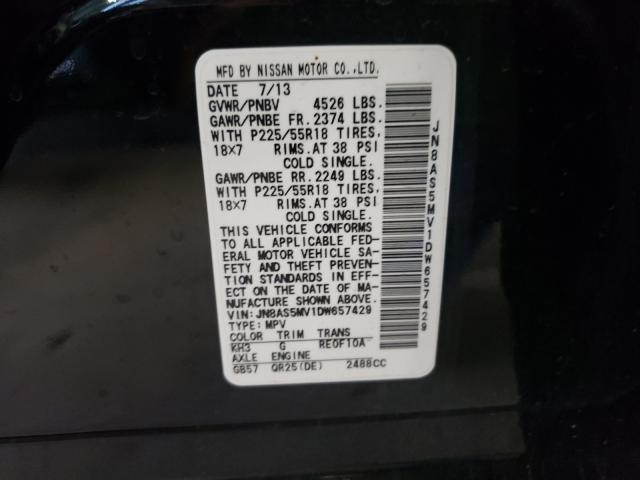 MFD BY NISSAN MOTOR CO.,LTD.
DATE 7/13
GVWR/PNBV 4526 LBS.
GAWR/PNBE FR. 2374 LBS.
WITH P225/55R18 TIRES,
18X7 RIMS.AT 38 PSI
COLD SINGLE.
GAWR/PNBE RR. 2249 LBS.
WITH P225/55R18 TIRES,
18X7 RIMS.AT 38 PSI
COLD SINGLE.
THIS VEHICLE CONFORMS
TO ALL APPLICABLE FED-
ERAL MOTOR VEHICLE SA-
FETY AND THEFT PREVEN-
TION STANDARDS IN EFF-
ECT ON THE DATE OF MA-
NUFACTURE SHOWN ABOVE.
VIN:JN8AS5MV1DW657429
TYPE:MPV
COLOR TRIM TRANS
KH3 G RE0F10A
AXLE ENGINE
GB57 QR25(DE) 2488CC
JN8AS5MV1DW657429